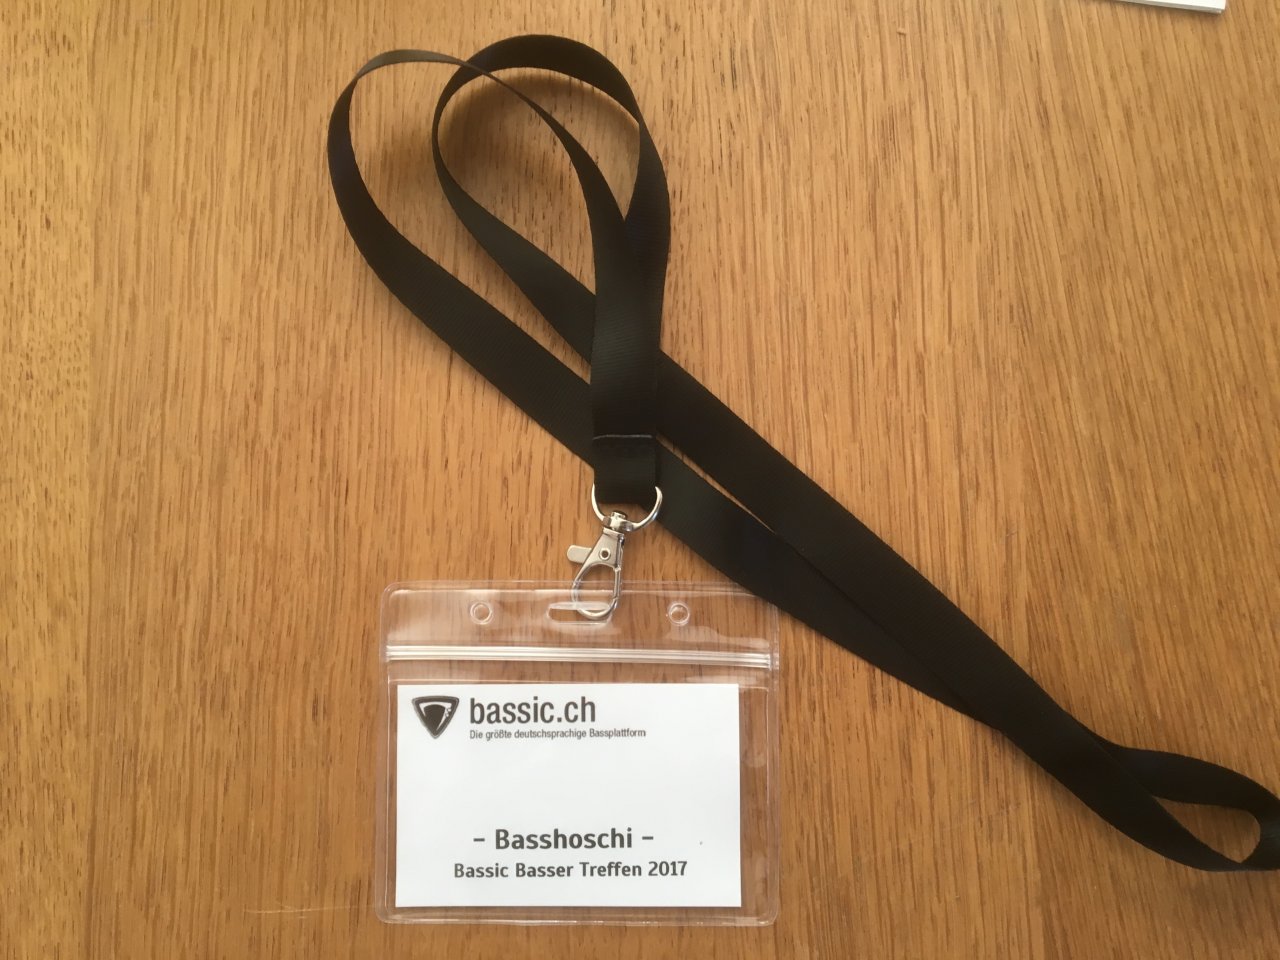 bassic.ch
Die größte deutschsprachige Bassplattform
– Basshoschi –
Bassic Basser Treffen 2017